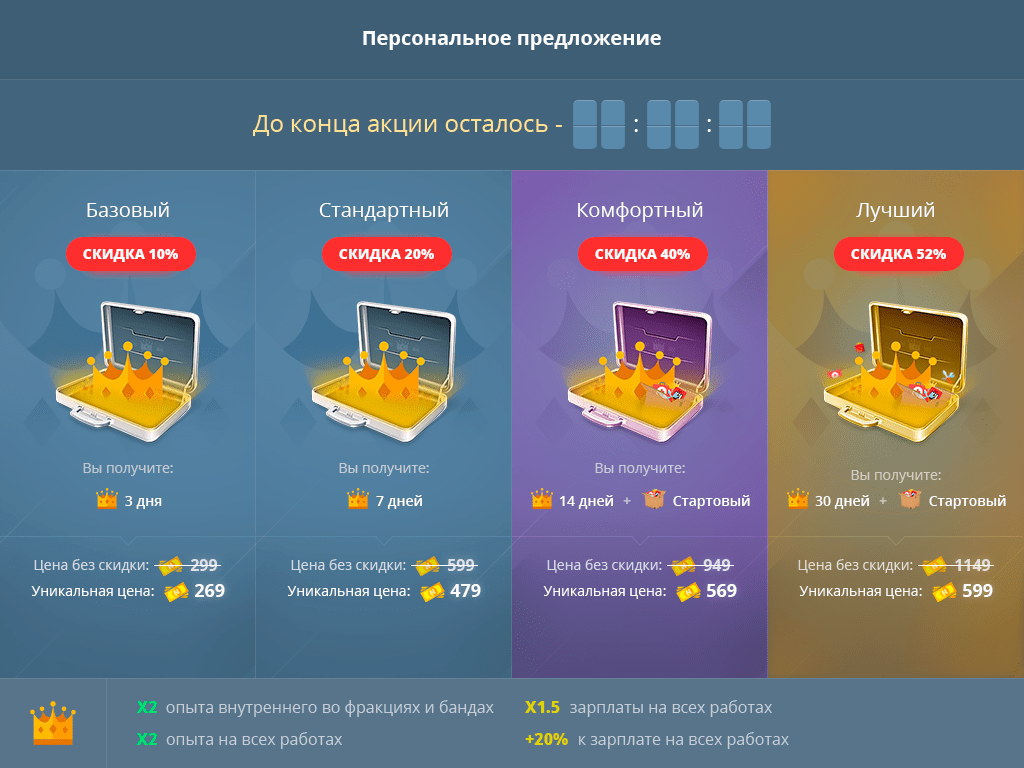 Персональное предложение
До конца акции осталось - : :
Базовый
СКИДКА 10%
Вы получите:
3 дня
Цена без скидки: 299
Уникальная цена: 269
Стандартный
СКИДКА 20%
Вы получите:
7 дней
Цена без скидки: 599
Уникальная цена: 479
Комфортный
СКИДКА 40%
Вы получите:
14 дней + Стартовый
Цена без скидки: 949
Уникальная цена: 569
Лучший
СКИДКА 52%
Вы получите:
30 дней + Стартовый
Цена без скидки: 1149
Уникальная цена: 599
X2 опыта внутреннего во фракциях и бандах
X2 опыта на всех работах
X1.5 зарплаты на всех работах
+20% к зарплате на всех работах